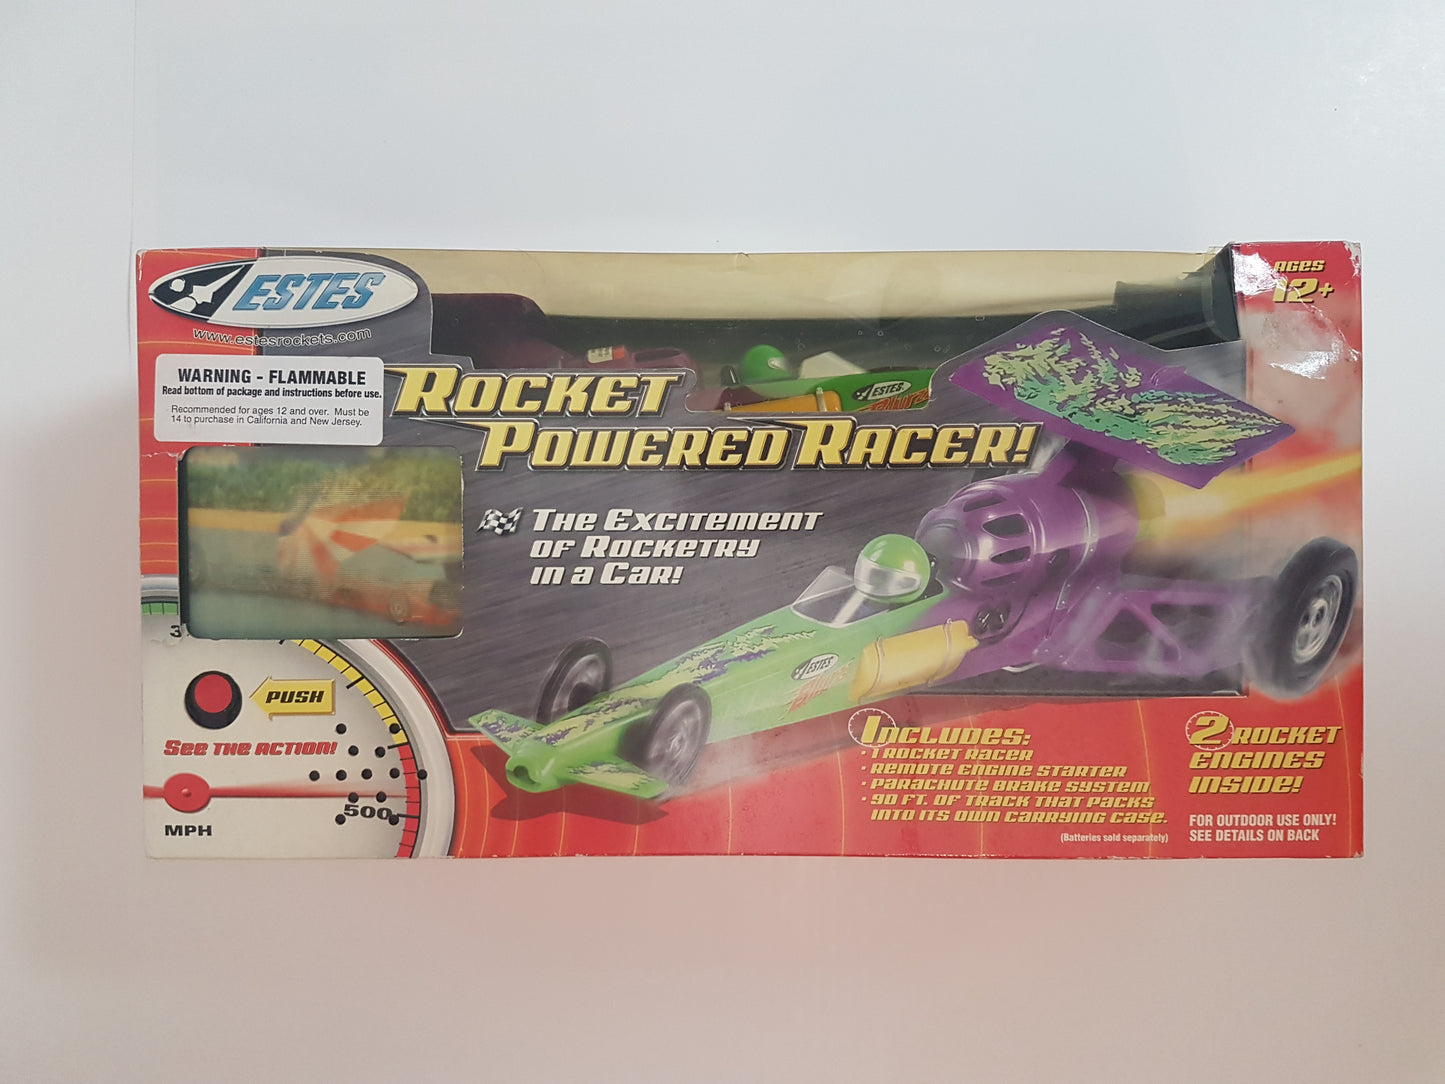 ESTES
www.estesrockets.com
WARNING - FLAMMABLE
Read bottom of package and instructions before use.
Recommended for ages 12 and over. Must be
14 to purchase in California and New Jersey.
AGES
12+
ESTES
ROCKET
POWERED RACER!
THE EXCITEMENT
OF ROCKETRY
IN A CAR!
ESTES
PUSH
SEE THE ACTION!
500
MPH
INCLUDES:
• 1 ROCKET RACER
• REMOTE ENGINE STARTER
• PARACHUTE BRAKE SYSTEM
• 90 FT. OF TRACK THAT PACKS
INTO ITS OWN CARRYING CASE.
(Batteries sold separately)
2 ROCKET
ENGINES
INSIDE!
FOR OUTDOOR USE ONLY!
SEE DETAILS ON BACK